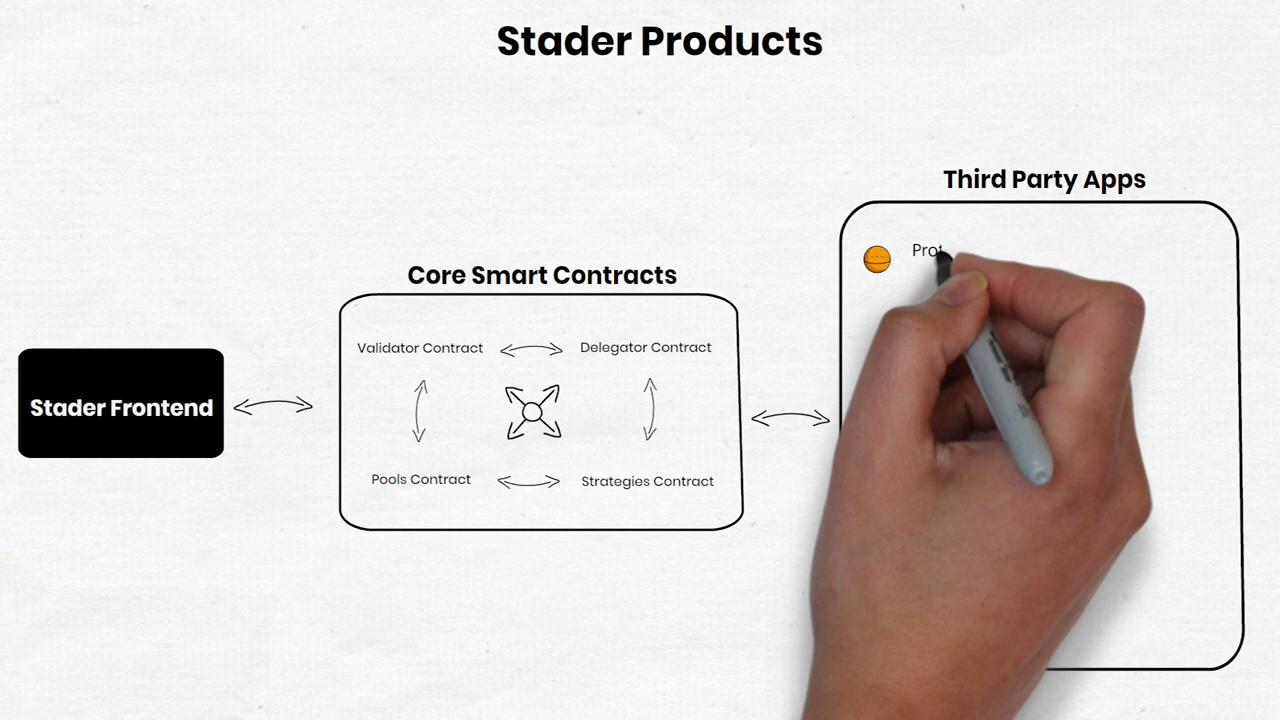 Stader Products
Third Party Apps
Prot
Core Smart Contracts
Validator Contract
Delegator Contract
Stader Frontend
Pools Contract
Strategies Contract